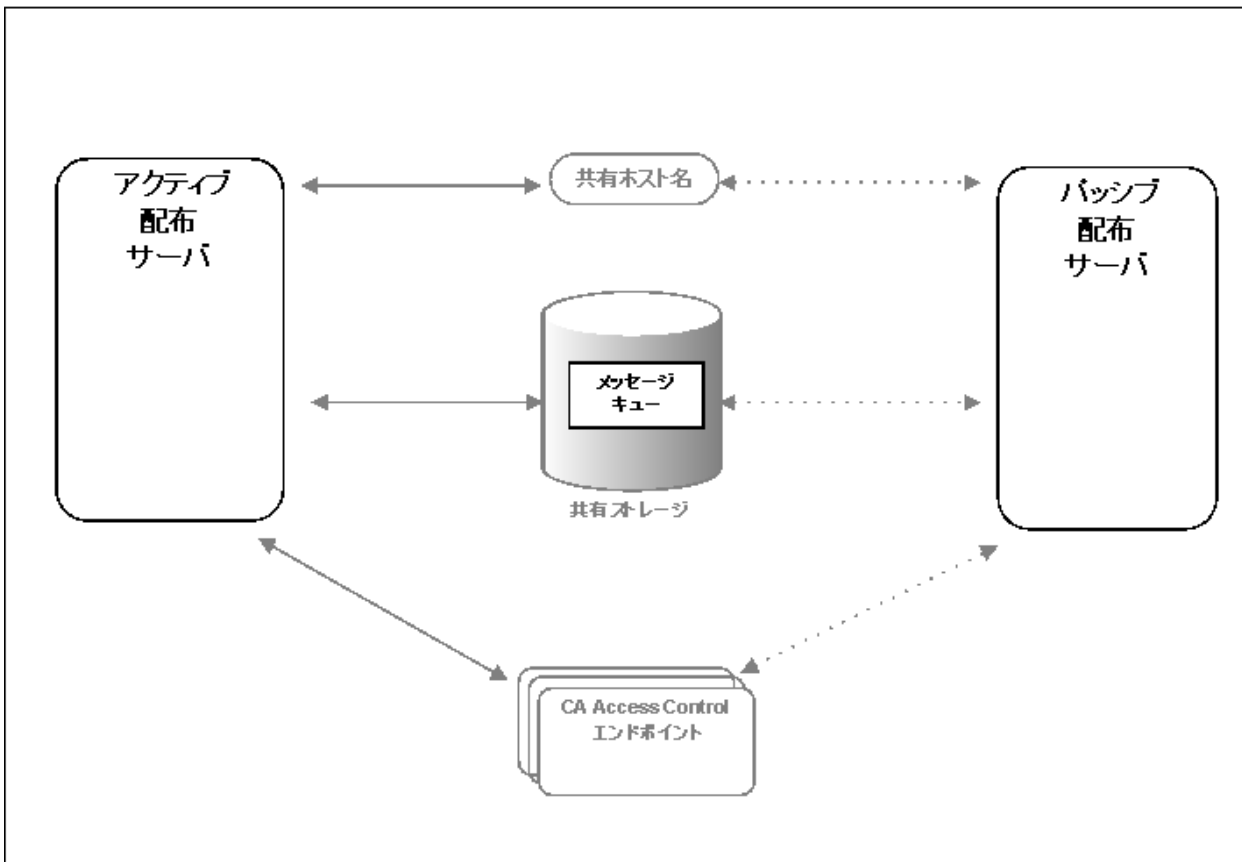 アクティブ
配布
サーバ
共有ホスト名
パッシブ
配布
サーバ
メッセージ
キュー
共有ストレージ
CA Access Control
エンドポイント